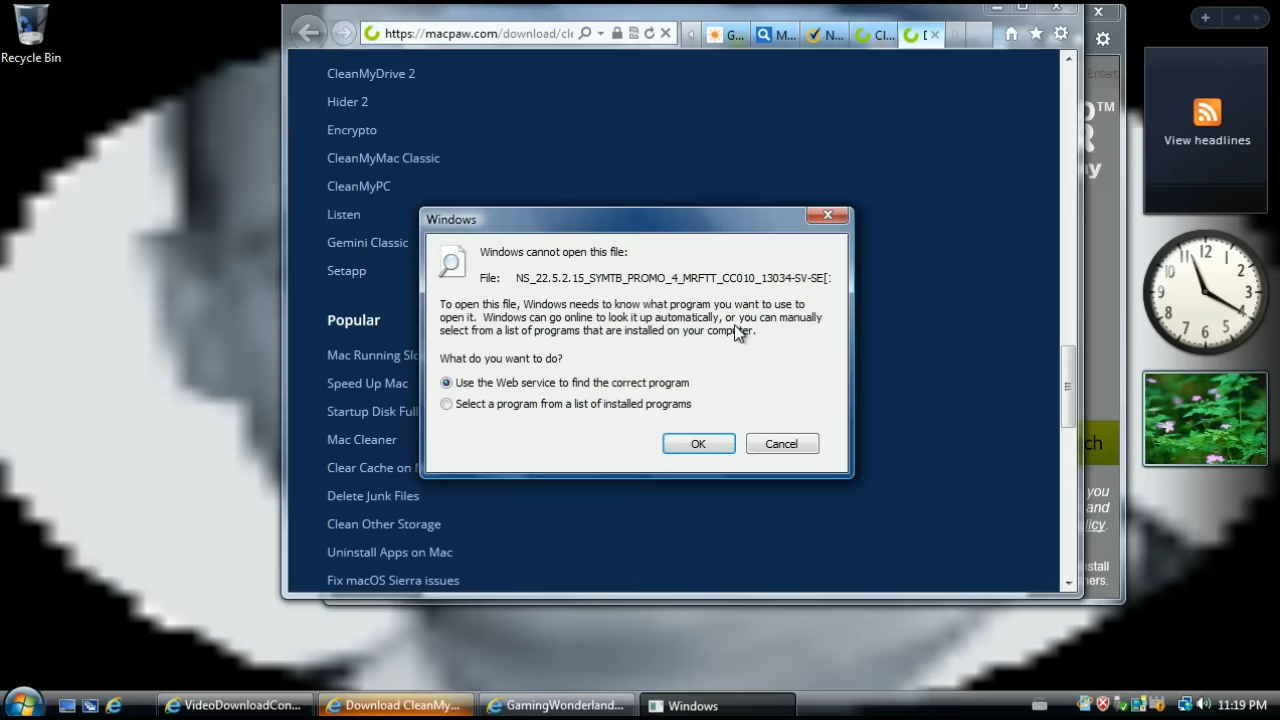 Recycle Bin
https://macpaw.com/download/cl
G...
M...
N...
Cl...
D
CleanMyDrive 2
Hider 2
Encrypto
CleanMyMac Classic
CleanMyPC
Listen
Gemini Classic
Setapp
Popular
Mac Running Slo
Speed Up Mac
Startup Disk Full
Mac Cleaner
Clear Cache on M
Delete Junk Files
Clean Other Storage
Uninstall Apps on Mac
Fix macOS Sierra issues
Windows
Windows cannot open this file:
File: NS_22.5.2.15_SYMTB_PROMO_4_MRFTT_CC010_13034-SV-SE[
To open this file, Windows needs to know what program you want to use to
open it. Windows can go online to look it up automatically, or you can manually
select from a list of programs that are installed on your computer.
What do you want to do?
Use the Web service to find the correct program
Select a program from a list of installed programs
OK
Cancel
Entert
TM
R
ay
ch
you
and
icy.
stall
ers.
View headlines
VideoDownloadCon...
Download CleanMy...
GamingWonderland...
Windows
11:19 PM